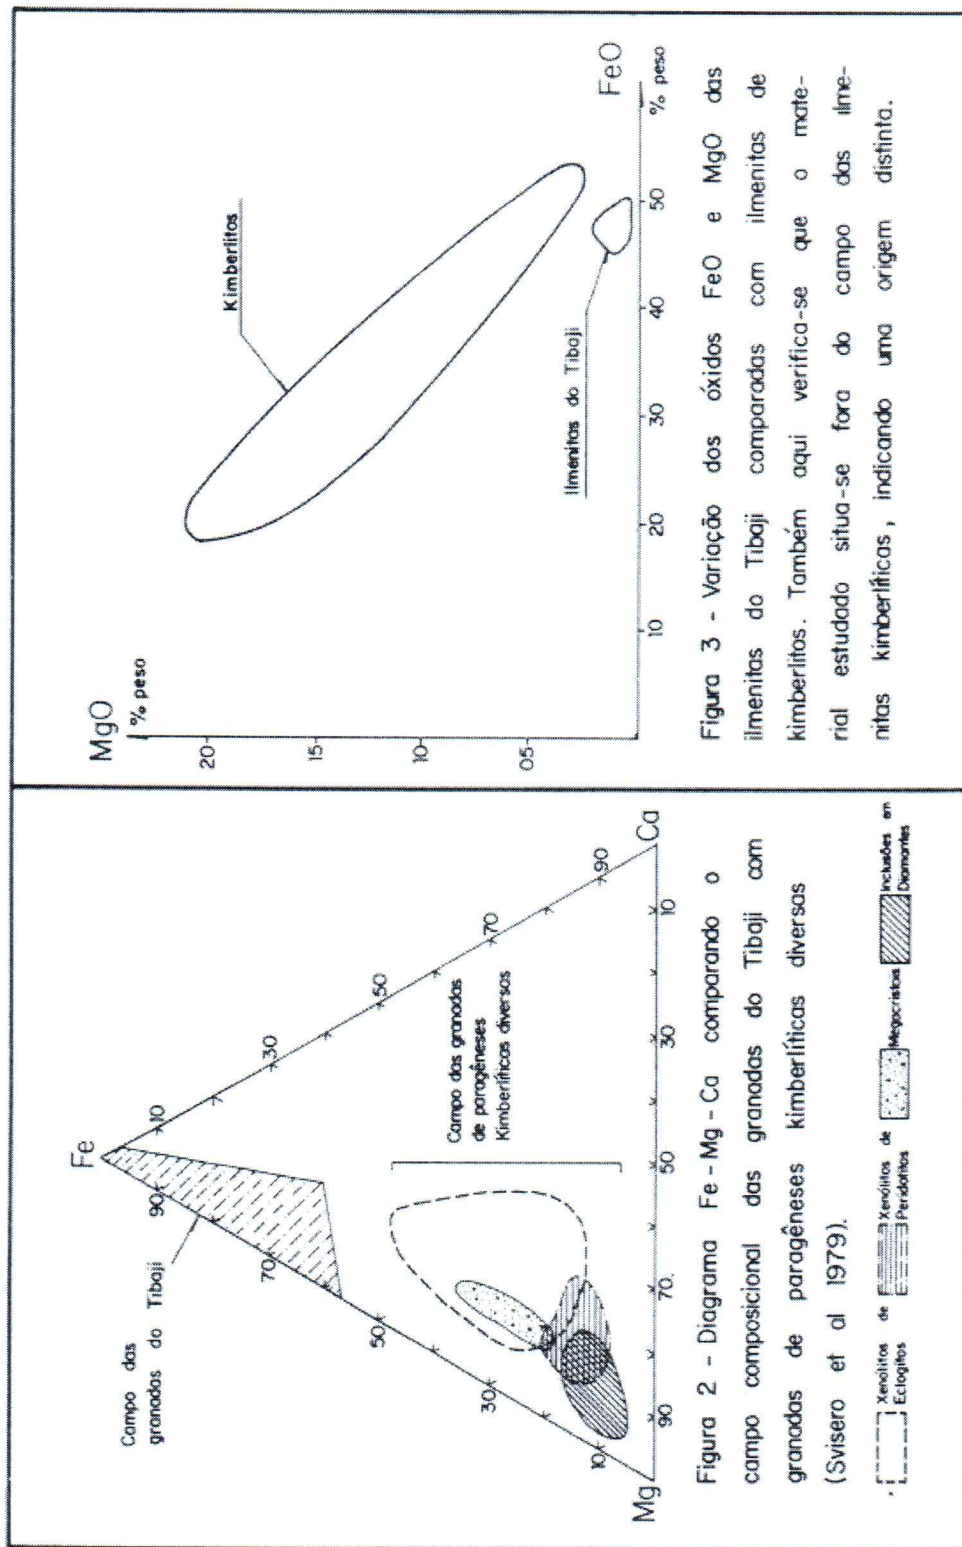 Fe
Campo das
granadas do Tibaji
90
70
50
30
10
10
30
50
70
90
Campo das granadas
de paragêneses
Kimberlíticas diversas
Mg
90
70
50
30
10
Ca
Figura 2 - Diagrama Fe-Mg-Ca comparando o
campo composicional das granadas do Tibaji com
granadas de paragêneses kimberlíticas diversas
(Svisero et al 1979).
Xenólitos de
Eclogitos
Xenólitos de
Peridotitos
Megacristais
Inclusões em
Diamantes
MgO
% peso
20
15
10
05
Kimberlitos
Ilmenitas do Tibaji
10
20
30
40
50
FeO
% peso
Figura 3 - Variação dos óxidos FeO e MgO das
ilmenitas do Tibaji comparadas com ilmenitas de
kimberlitos. Também aqui verifica-se que o mate-
rial estudado situa-se fora do campo das ilme-
nitas kimberlíticas, indicando uma origem distinta.